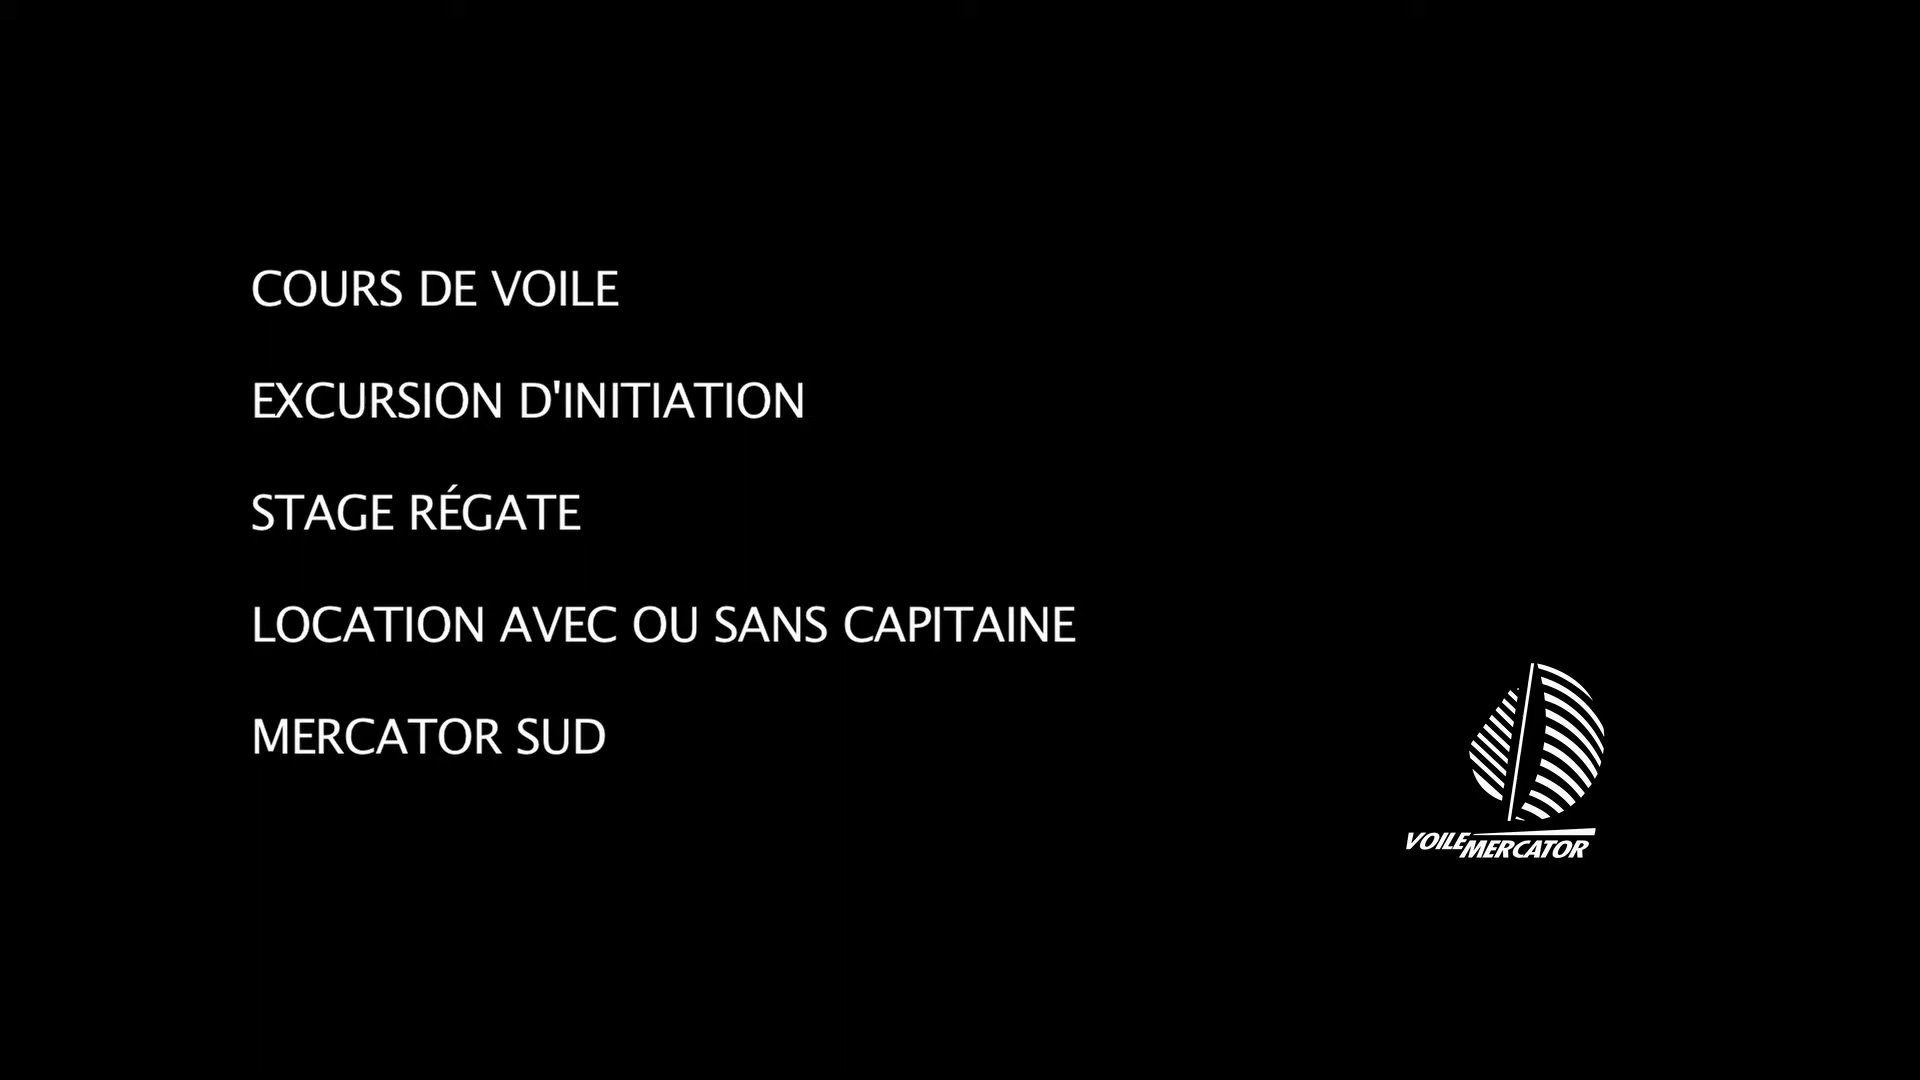 COURS DE VOILE
EXCURSION D'INITIATION
STAGE RÉGATE
LOCATION AVEC OU SANS CAPITAINE
MERCATOR SUD
VOILE MERCATOR